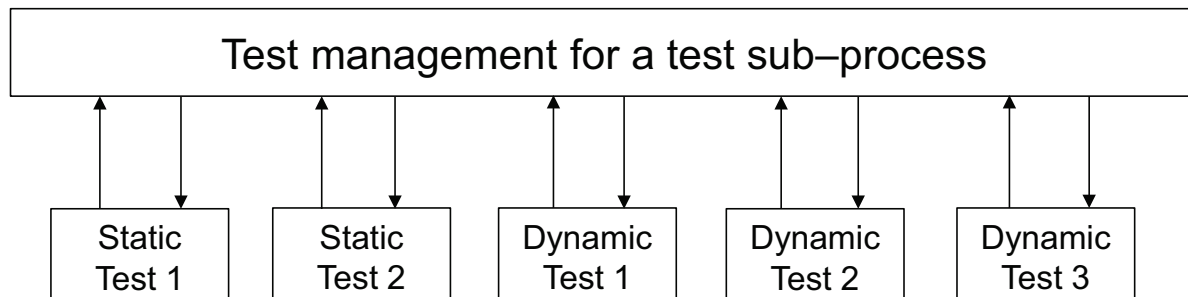 Test management for a test sub–process
Static
Test 1
Static
Test 2
Dynamic
Test 1
Dynamic
Test 2
Dynamic
Test 3